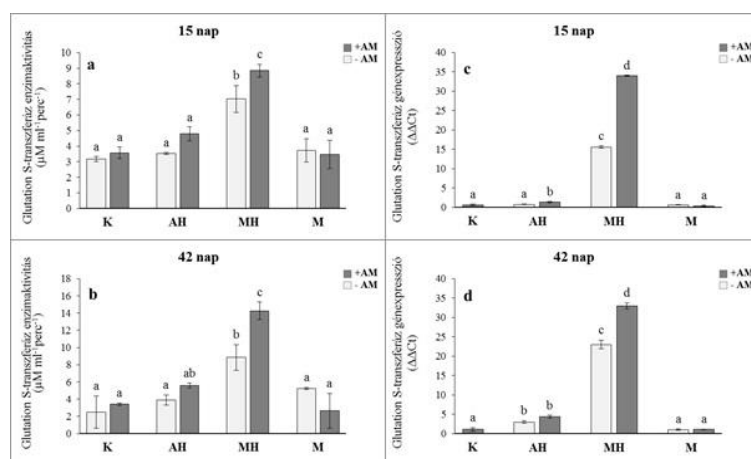 15 nap
a
Glutation S-transzferáz enzimaktivitás
(µM ml⁻¹perc⁻¹)
10
9
8
7
6
5
4
3
2
1
0
a a a a b c a a
K AH MH M
+AM
- AM
15 nap
c
Glutation S-transzferáz génexpresszió
(ΔΔCt)
40
35
30
25
20
15
10
5
0
a a b c d a a
K AH MH M
+AM
- AM
42 nap
b
Glutation S-transzferáz enzimaktivitás
(µM ml⁻¹perc⁻¹)
18
16
14
12
10
8
6
4
2
0
a a a ab b c a a
K AH MH M
+AM
- AM
42 nap
d
Glutation S-transzferáz génexpresszió
(ΔΔCt)
40
35
30
25
20
15
10
5
0
a b b c d a a
K AH MH M
+AM
- AM